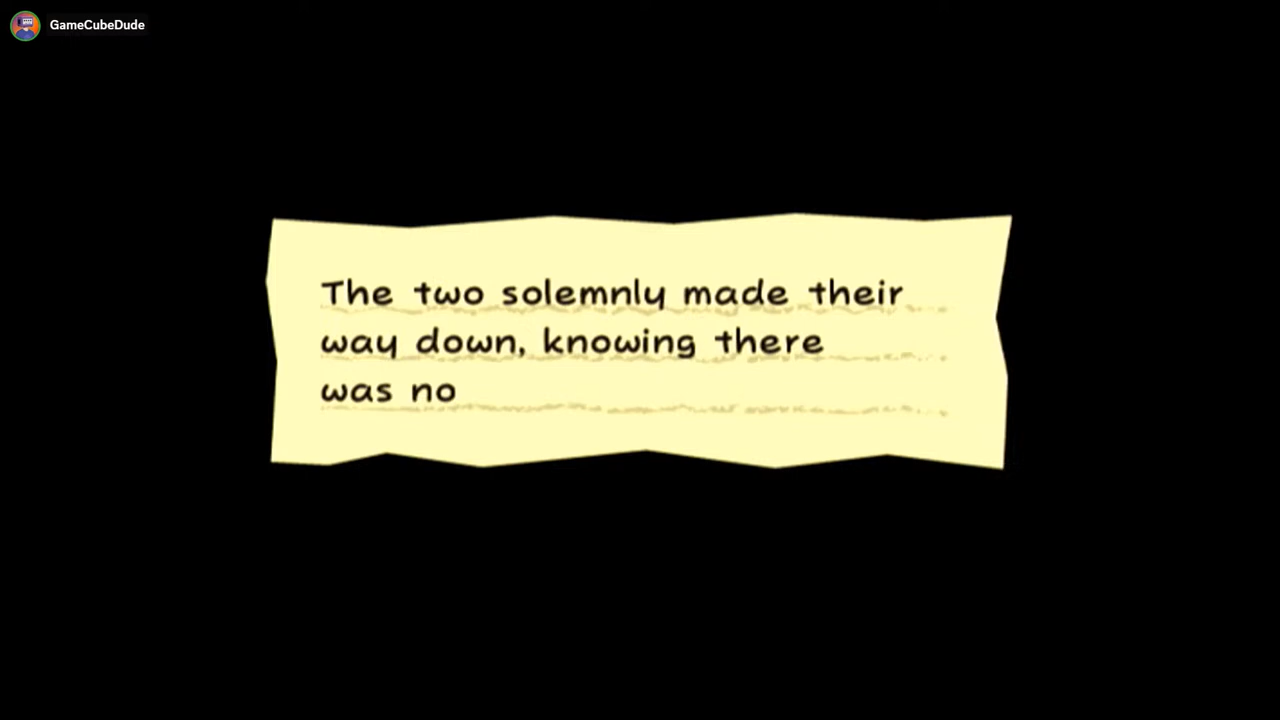 GameCubeDude
The two solemnly made their
way down, knowing there
was no